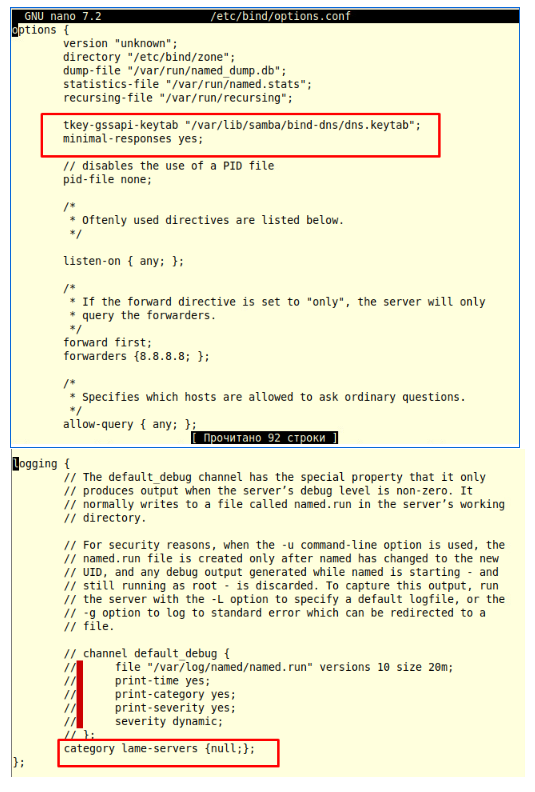 GNU nano 7.2 /etc/bind/options.conf
options {
version "unknown";
directory "/etc/bind/zone";
dump-file "/var/run/named_dump.db";
statistics-file "/var/run/named.stats";
recursing-file "/var/run/recursing";
tkey-gssapi-keytab "/var/lib/samba/bind-dns/dns.keytab";
minimal-responses yes;
// disables the use of a PID file
pid-file none;
/*
* Oftenly used directives are listed below.
*/
listen-on { any; };
/*
* If the forward directive is set to "only", the server will only
* query the forwarders.
*/
forward first;
forwarders {8.8.8.8; };
/*
* Specifies which hosts are allowed to ask ordinary questions.
*/
allow-query { any; };
[ Прочитано 92 строки ]
logging {
// The default_debug channel has the special property that it only
// produces output when the server’s debug level is non-zero. It
// normally writes to a file called named.run in the server’s working
// directory.
// For security reasons, when the -u command-line option is used, the
// named.run file is created only after named has changed to the new
// UID, and any debug output generated while named is starting - and
// still running as root - is discarded. To capture this output, run
// the server with the -L option to specify a default logfile, or the
// -g option to log to standard error which can be redirected to a
// file.
// channel default_debug {
// file "/var/log/named/named.run" versions 10 size 20m;
// print-time yes;
// print-category yes;
// print-severity yes;
// severity dynamic;
// };
category lame-servers {null;};
};